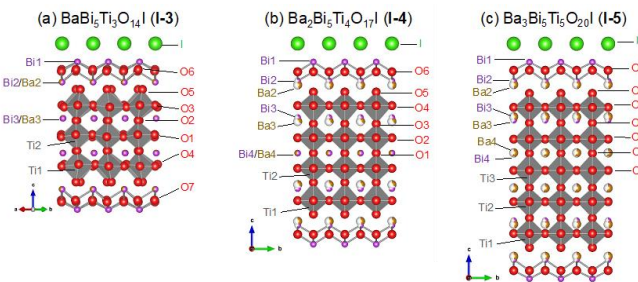 (a) BaBi₅Ti₃O₁₄I (I-3)
I
Bi1
O6
Bi2/Ba2
O5
O3
Bi3/Ba3
O2
O1
Ti2
O4
Ti1
O7
c
a
b
(b) Ba₂Bi₅Ti₄O₁₇I (I-4)
I
Bi1
O6
Bi2
Ba2
O5
Bi3
O4
Ba3
O3
O2
Bi4/Ba4
O1
Ti2
Ti1
c
b
(c) Ba₃Bi₅Ti₅O₂₀I (I-5)
Bi1
O
Bi2
Ba2
O
Bi3
O
Ba3
O
Ba4
O
Bi4
O
Ti3
Ti2
Ti1
c
b